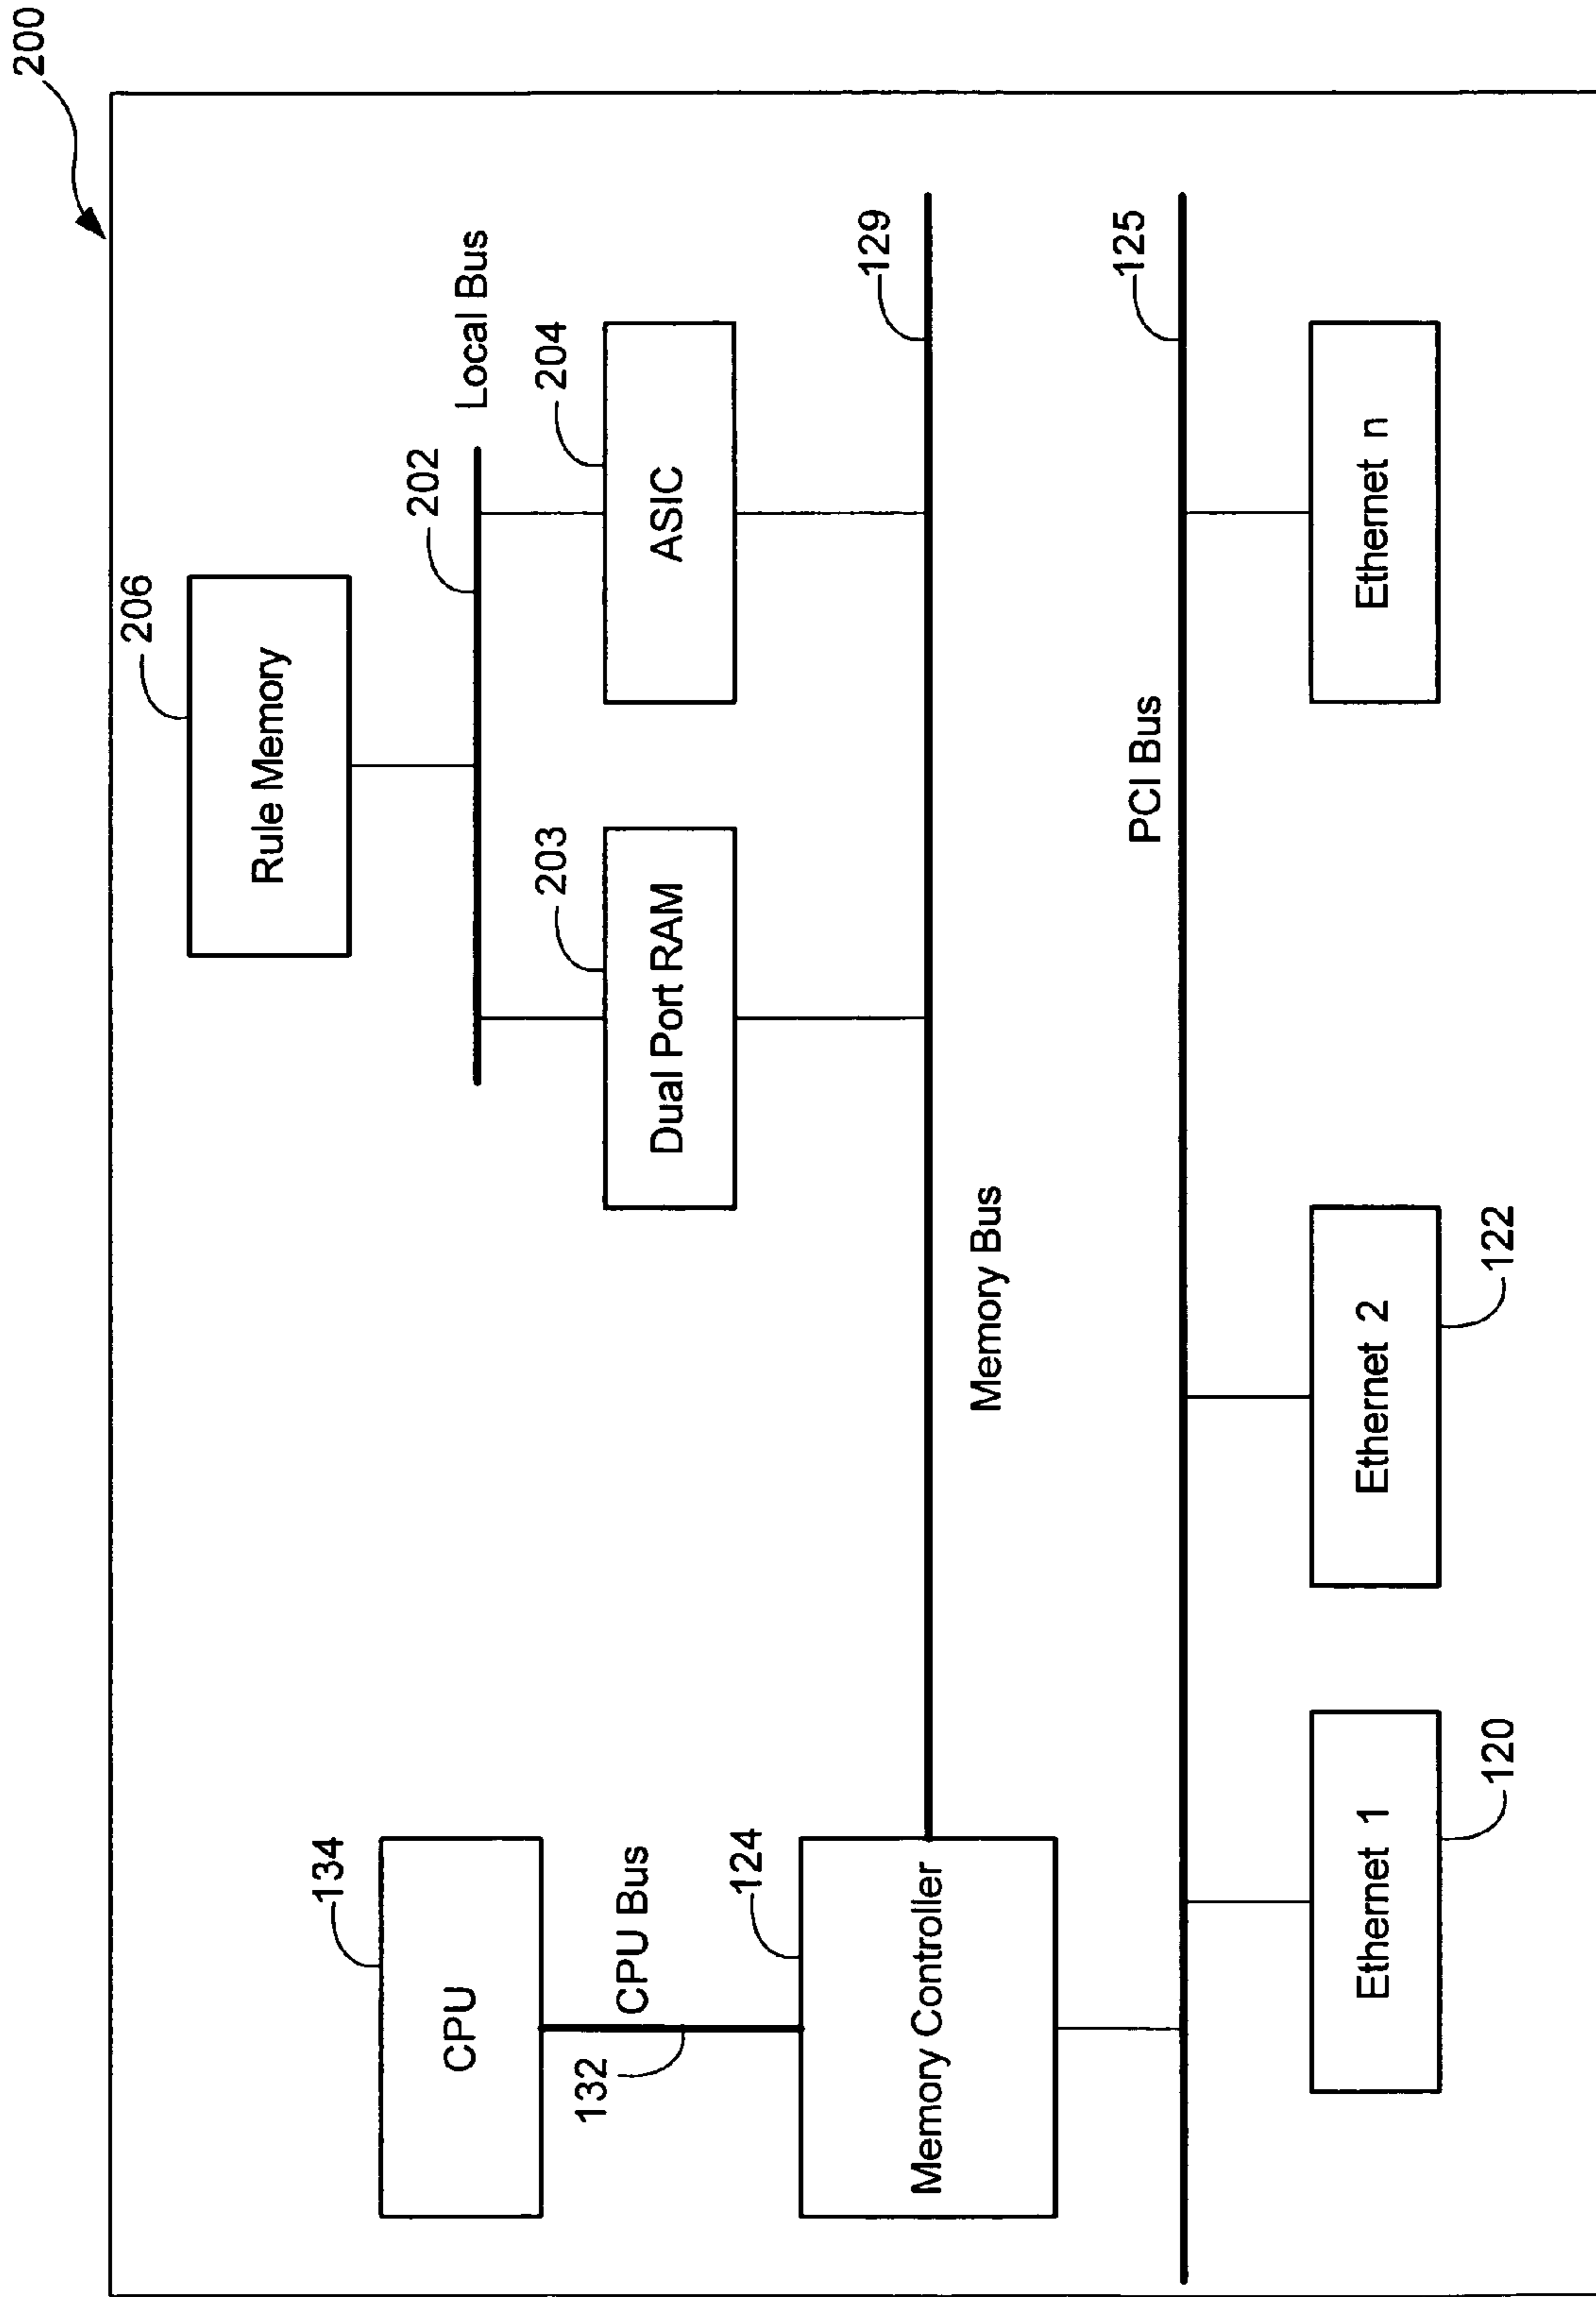 200
206
Rule Memory
134
CPU
202
Local Bus
CPU Bus
132
203
204
Dual Port RAM
ASIC
124
Memory Controller
129
Memory Bus
PCI Bus
125
Ethernet 1
Ethernet 2
Ethernet n
120
122